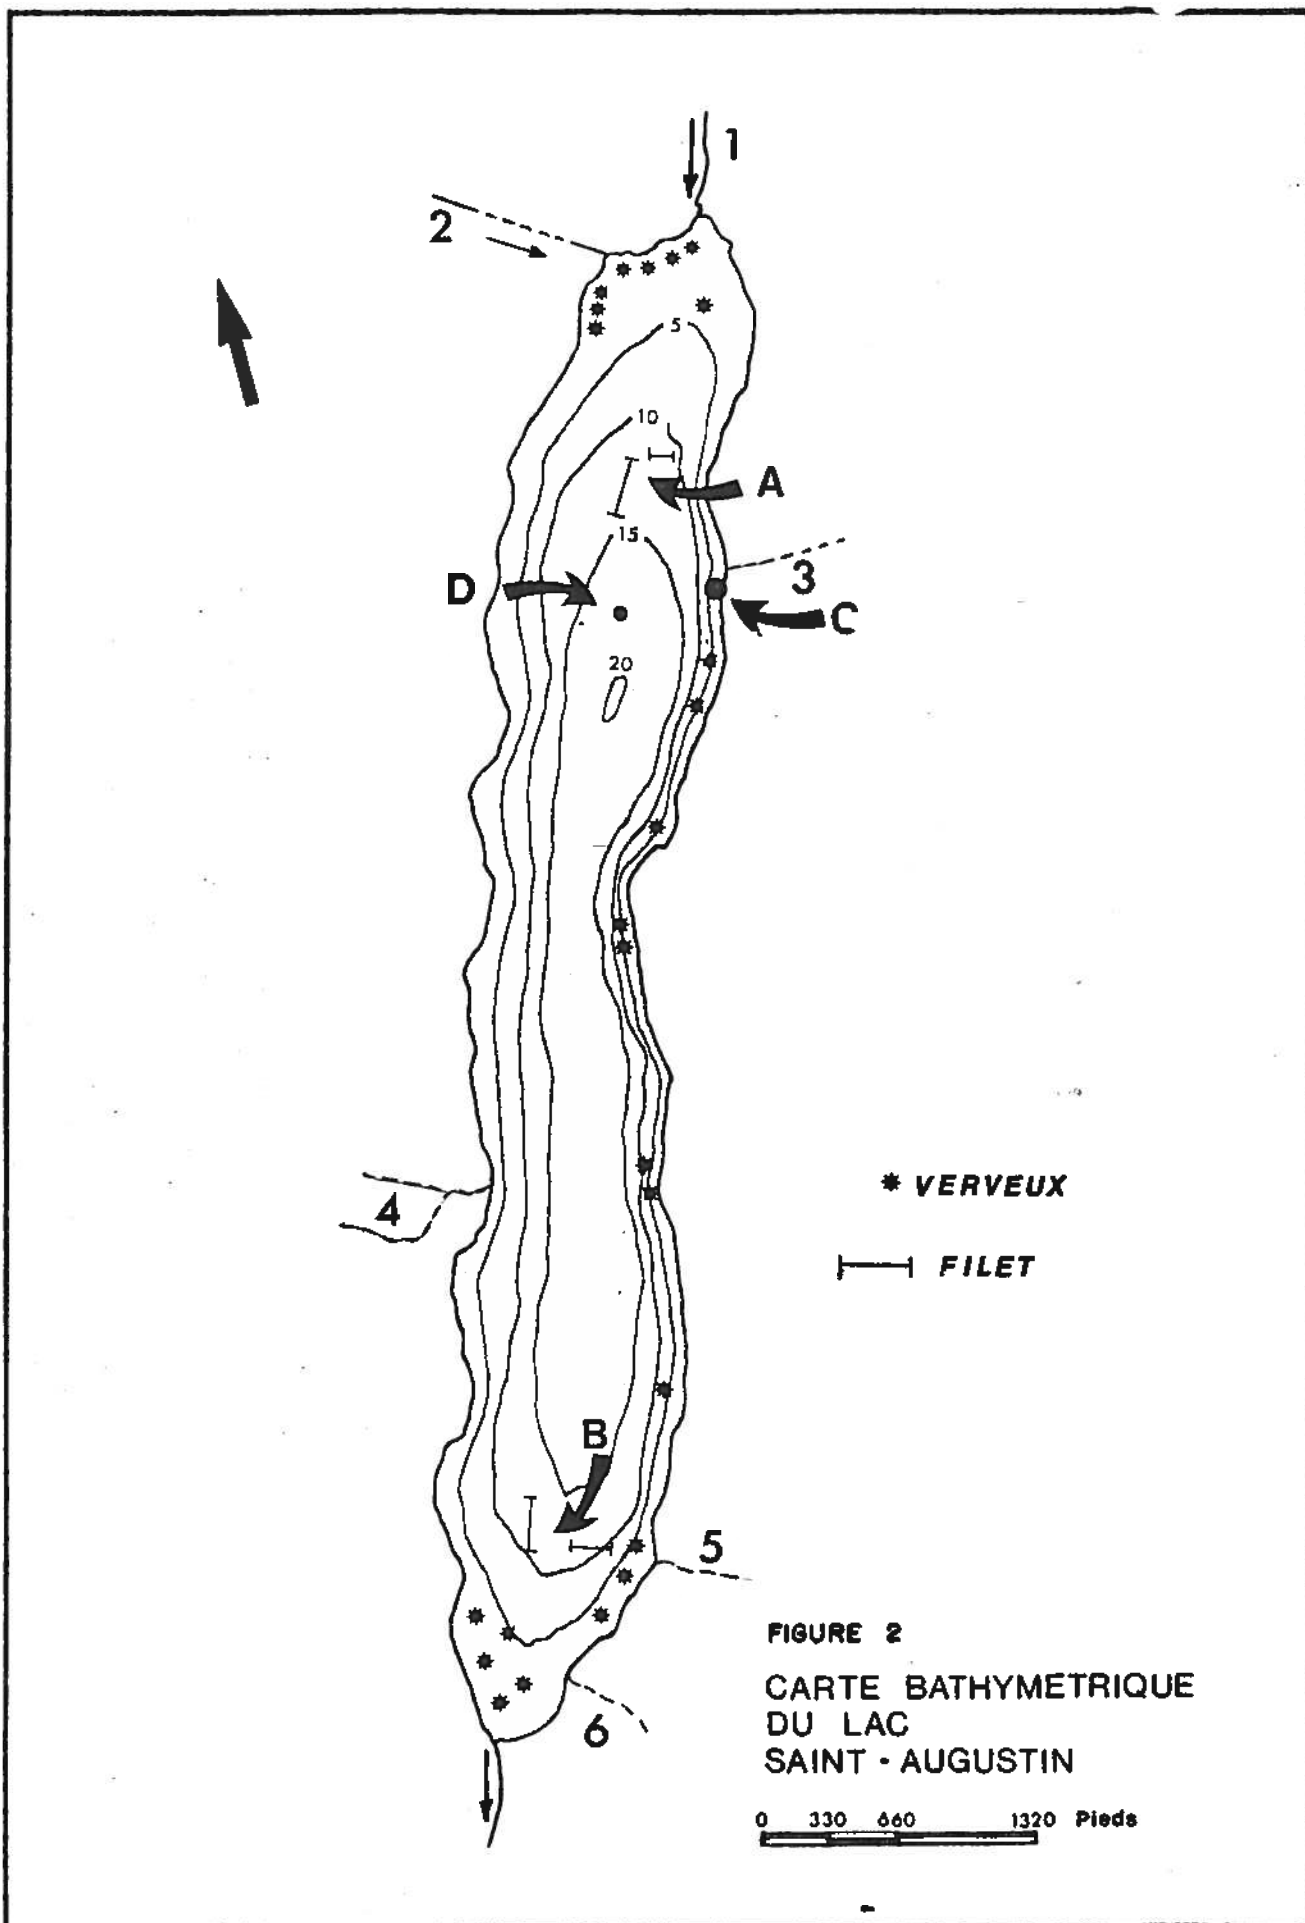 1
2
5
10
A
15
D
3
C
20
4
* VERVEUX
FILET
B
5
FIGURE 2
CARTE BATHYMETRIQUE
DU LAC
SAINT - AUGUSTIN
6
0 330 660 1320 Pieds